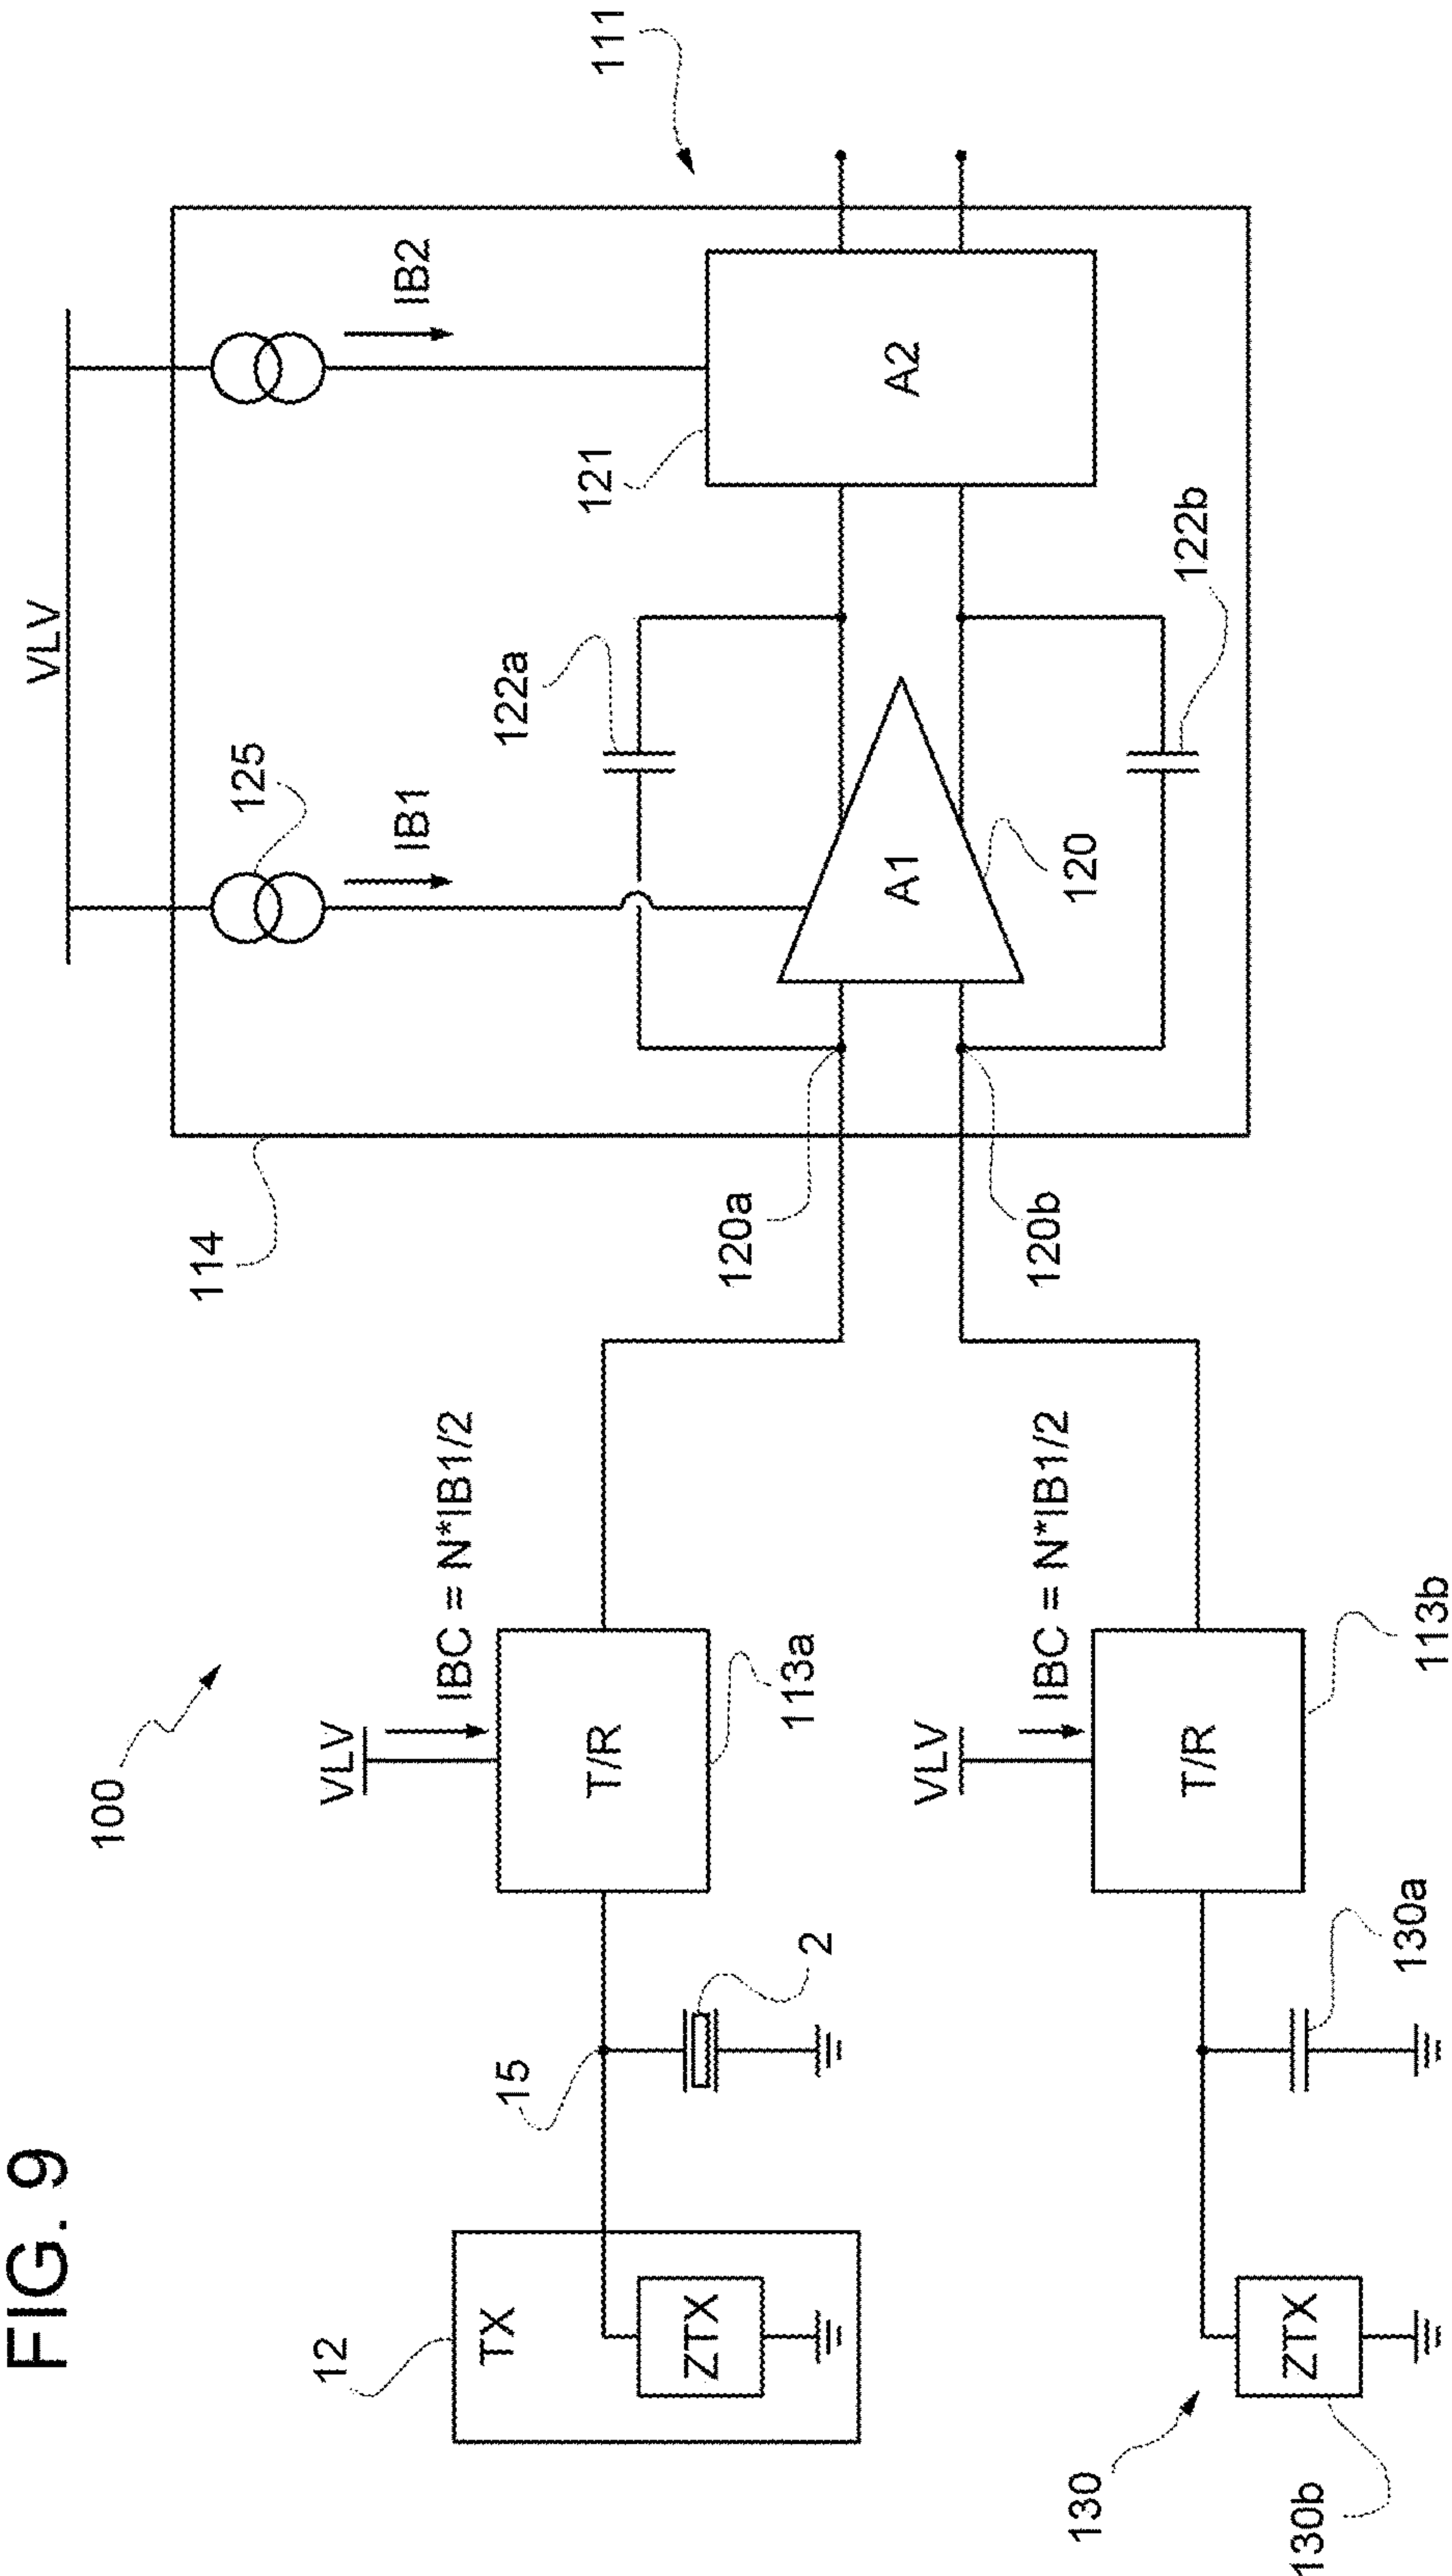 FIG. 9
100
111
VLV
125
IB1
IB2
114
122a
121
A1
A2
120
122b
120a
120b
VLV
IBC = N*IB1/2
T/R
113a
12
TX
ZTX
15
2
VLV
IBC = N*IB1/2
T/R
113b
130
ZTX
130b
130a